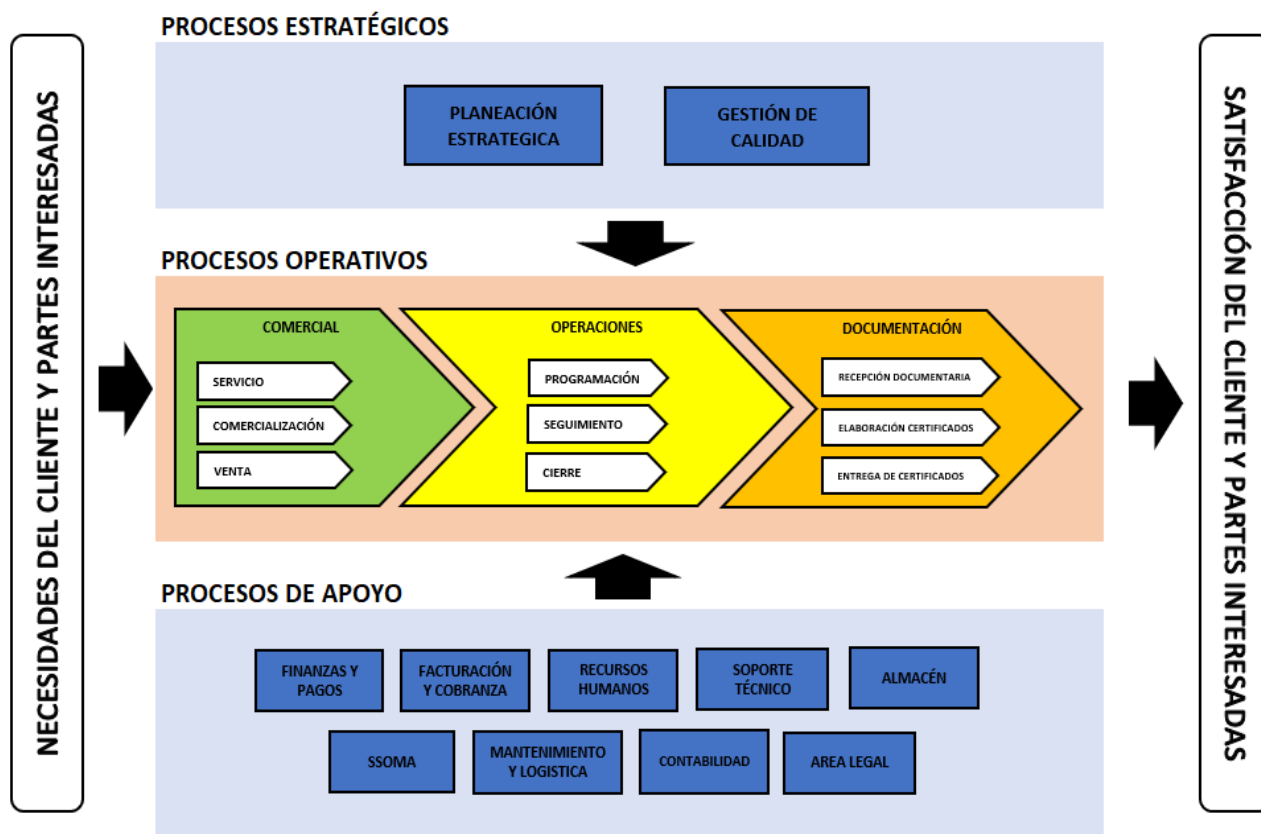 PROCESOS ESTRATÉGICOS
NECESIDADES DEL CLIENTE Y PARTES INTERESADAS
PLANEACIÓN
ESTRATEGICA
GESTIÓN DE
CALIDAD
PROCESOS OPERATIVOS
COMERCIAL
SERVICIO
COMERCIALIZACIÓN
VENTA
OPERACIONES
PROGRAMACIÓN
SEGUIMIENTO
CIERRE
DOCUMENTACIÓN
RECEPCIÓN DOCUMENTARIA
ELABORACIÓN CERTIFICADOS
ENTREGA DE CERTIFICADOS
PROCESOS DE APOYO
FINANZAS Y
PAGOS
FACTURACIÓN
Y COBRANZA
RECURSOS
HUMANOS
SOPORTE
TÉCNICO
ALMACÉN
SSOMA
MANTENIMIENTO
Y LOGISTICA
CONTABILIDAD
AREA LEGAL
SATISFACCIÓN DEL CLIENTE Y PARTES INTERESADAS